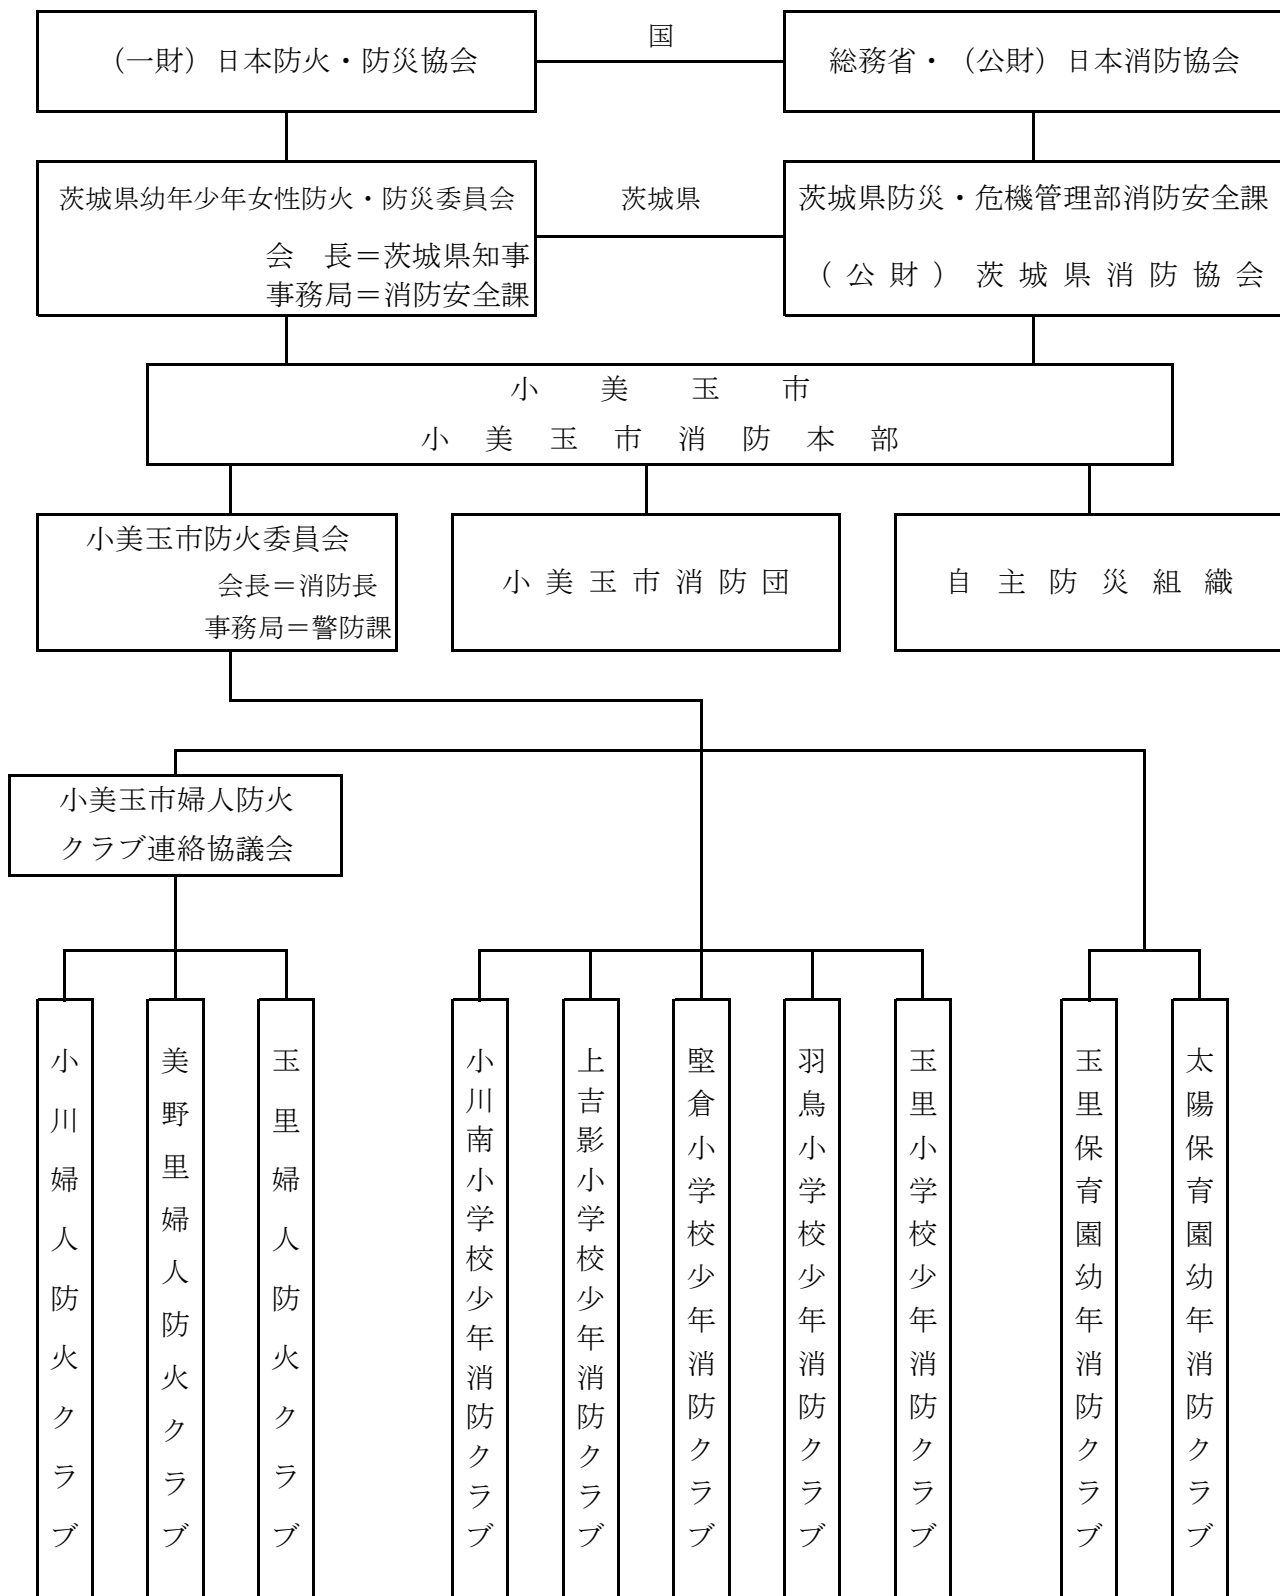 （一財）日本防火・防災協会
国
総務省・（公財）日本消防協会
茨城県幼年少年女性防火・防災委員会
会　長＝茨城県知事
事務局＝消防安全課
茨城県
茨城県防災・危機管理部消防安全課
（公財）茨城県消防協会
小美玉市
小美玉市消防本部
小美玉市防火委員会
会長＝消防長
事務局＝警防課
小美玉市消防団
自主防災組織
小美玉市婦人防火
クラブ連絡協議会
小川婦人防火クラブ
美野里婦人防火クラブ
玉里婦人防火クラブ
小川南小学校少年消防クラブ
上吉影小学校少年消防クラブ
堅倉小学校少年消防クラブ
羽鳥小学校少年消防クラブ
玉里小学校少年消防クラブ
玉里保育園幼年消防クラブ
太陽保育園幼年消防クラブ